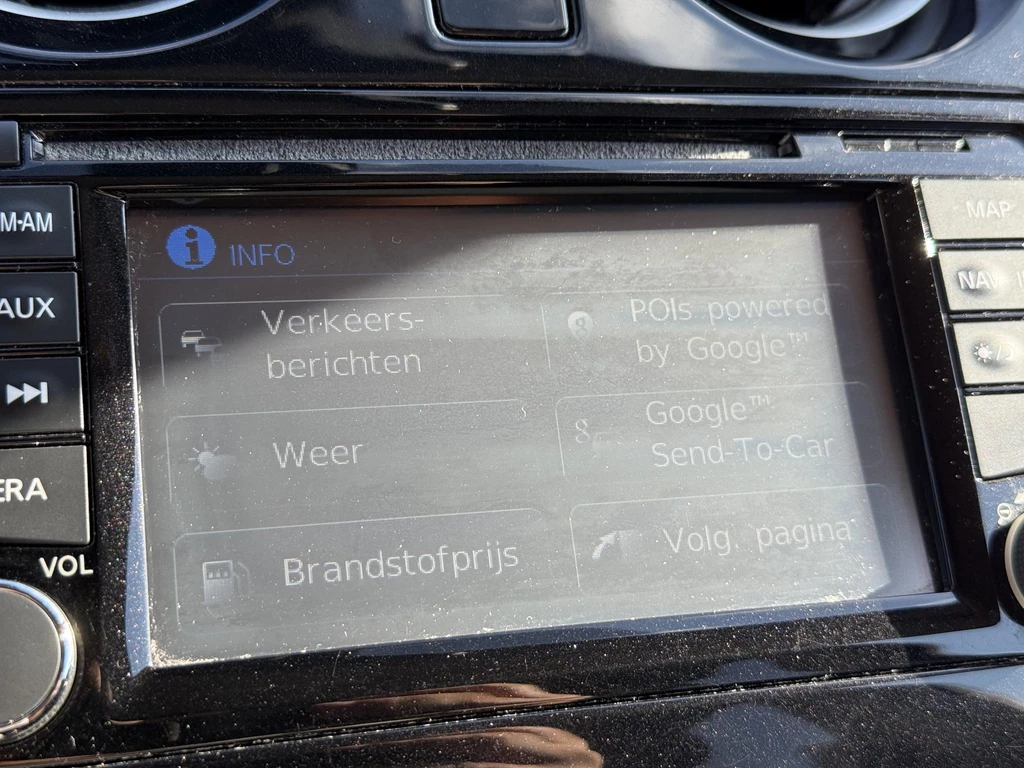 M·AM
AUX
ERA
VOL
INFO
Verkeers-
berichten
Weer
Brandstofprijs
POIs powered
by Google™
Google™
Send-To-Car
Volg. pagina
MAP
NAV